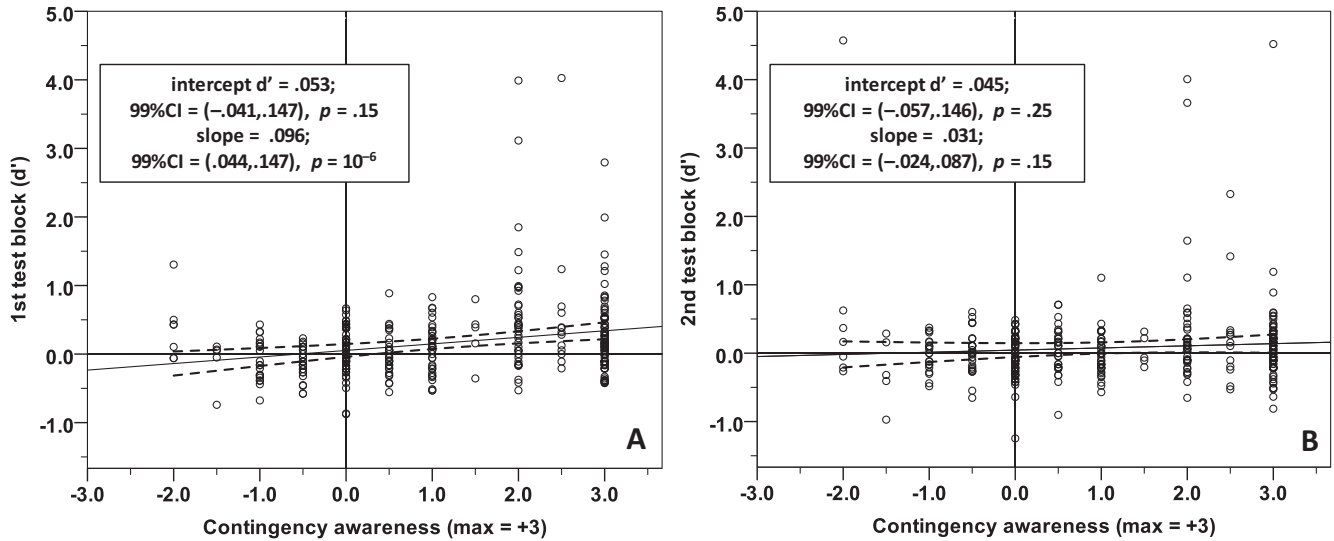 5.0
4.0
3.0
2.0
1.0
0.0
-1.0
1st test block (d')
intercept d’ = .053;
99%CI = (–.041,.147), p = .15
slope = .096;
99%CI = (.044,.147), p = 10–6
A
-3.0 -2.0 -1.0 0.0 1.0 2.0 3.0
Contingency awareness (max = +3)
5.0
4.0
3.0
2.0
1.0
0.0
-1.0
2nd test block (d')
intercept d’ = .045;
99%CI = (–.057,.146), p = .25
slope = .031;
99%CI = (–.024,.087), p = .15
B
-3.0 -2.0 -1.0 0.0 1.0 2.0 3.0
Contingency awareness (max = +3)